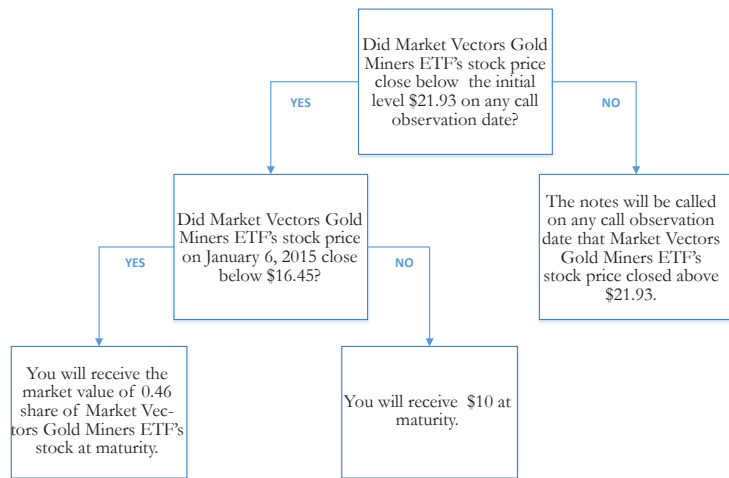 Did Market Vectors Gold
Miners ETF's stock price
close below the initial
level $21.93 on any call
observation date?
YES
NO
Did Market Vectors Gold
Miners ETF's stock price
on January 6, 2015 close
below $16.45?
The notes will be called
on any call observation
date that Market Vectors
Gold Miners ETF's
stock price closed above
$21.93.
YES
NO
You will receive the
market value of 0.46
share of Market Vec-
tors Gold Miners ETF's
stock at maturity.
You will receive $10 at
maturity.